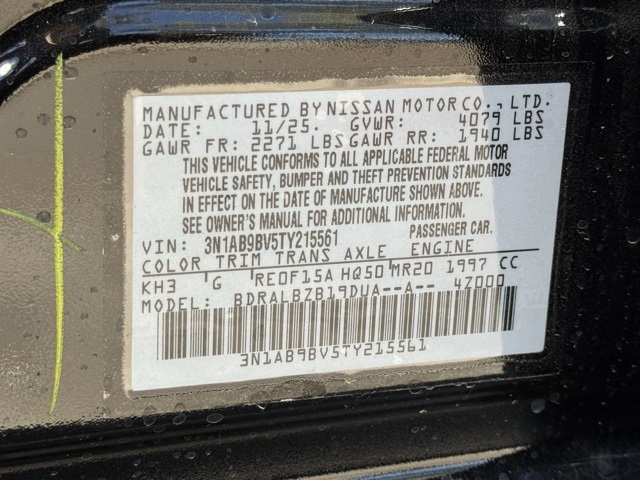 MANUFACTURED BY NISSAN MOTOR CO., LTD.
DATE: 11/25. GVWR: 4079 LBS
GAWR FR: 2271 LBS GAWR RR: 1940 LBS
THIS VEHICLE CONFORMS TO ALL APPLICABLE FEDERAL MOTOR
VEHICLE SAFETY, BUMPER AND THEFT PREVENTION STANDARDS
IN EFFECT ON THE DATE OF MANUFACTURE SHOWN ABOVE.
SEE OWNER'S MANUAL FOR ADDITIONAL INFORMATION.
VIN: 3N1AB9BV5TY215561 PASSENGER CAR.
COLOR TRIM TRANS AXLE ENGINE
KH3 G RE0F15A HQ50 MR20 1997 CC
MODEL: BDRALBZB19DUA--A-- 4Z000
3N1AB9BV5TY215561